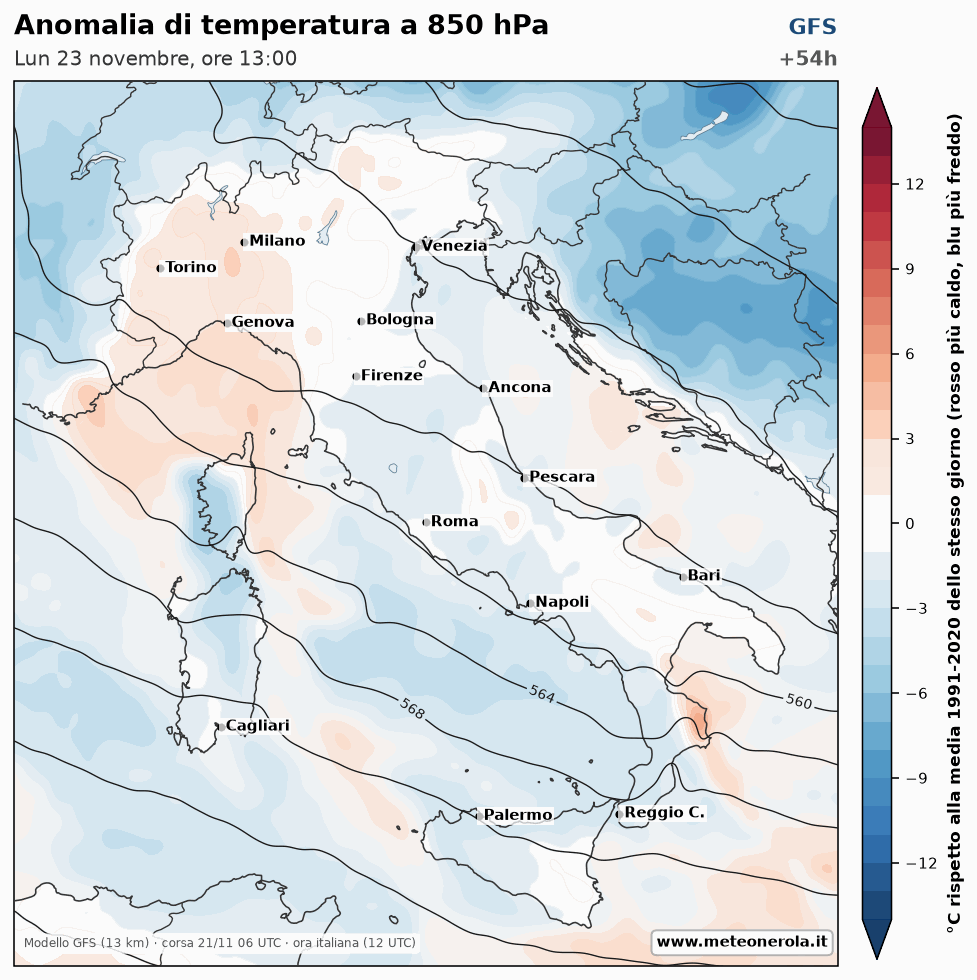 Anomalia di temperatura a 850 hPa
GFS
Lun 23 novembre, ore 13:00
+54h
Milano
Venezia
Torino
Genova
Bologna
Firenze
Ancona
Pescara
Roma
Bari
Napoli
560
564
568
Cagliari
Palermo
Reggio C.
Modello GFS (13 km) · corsa 21/11 06 UTC · ora italiana (12 UTC)
www.meteonerola.it
12
9
6
3
0
−3
−6
−9
−12
°C rispetto alla media 1991-2020 dello stesso giorno (rosso più caldo, blu più freddo)